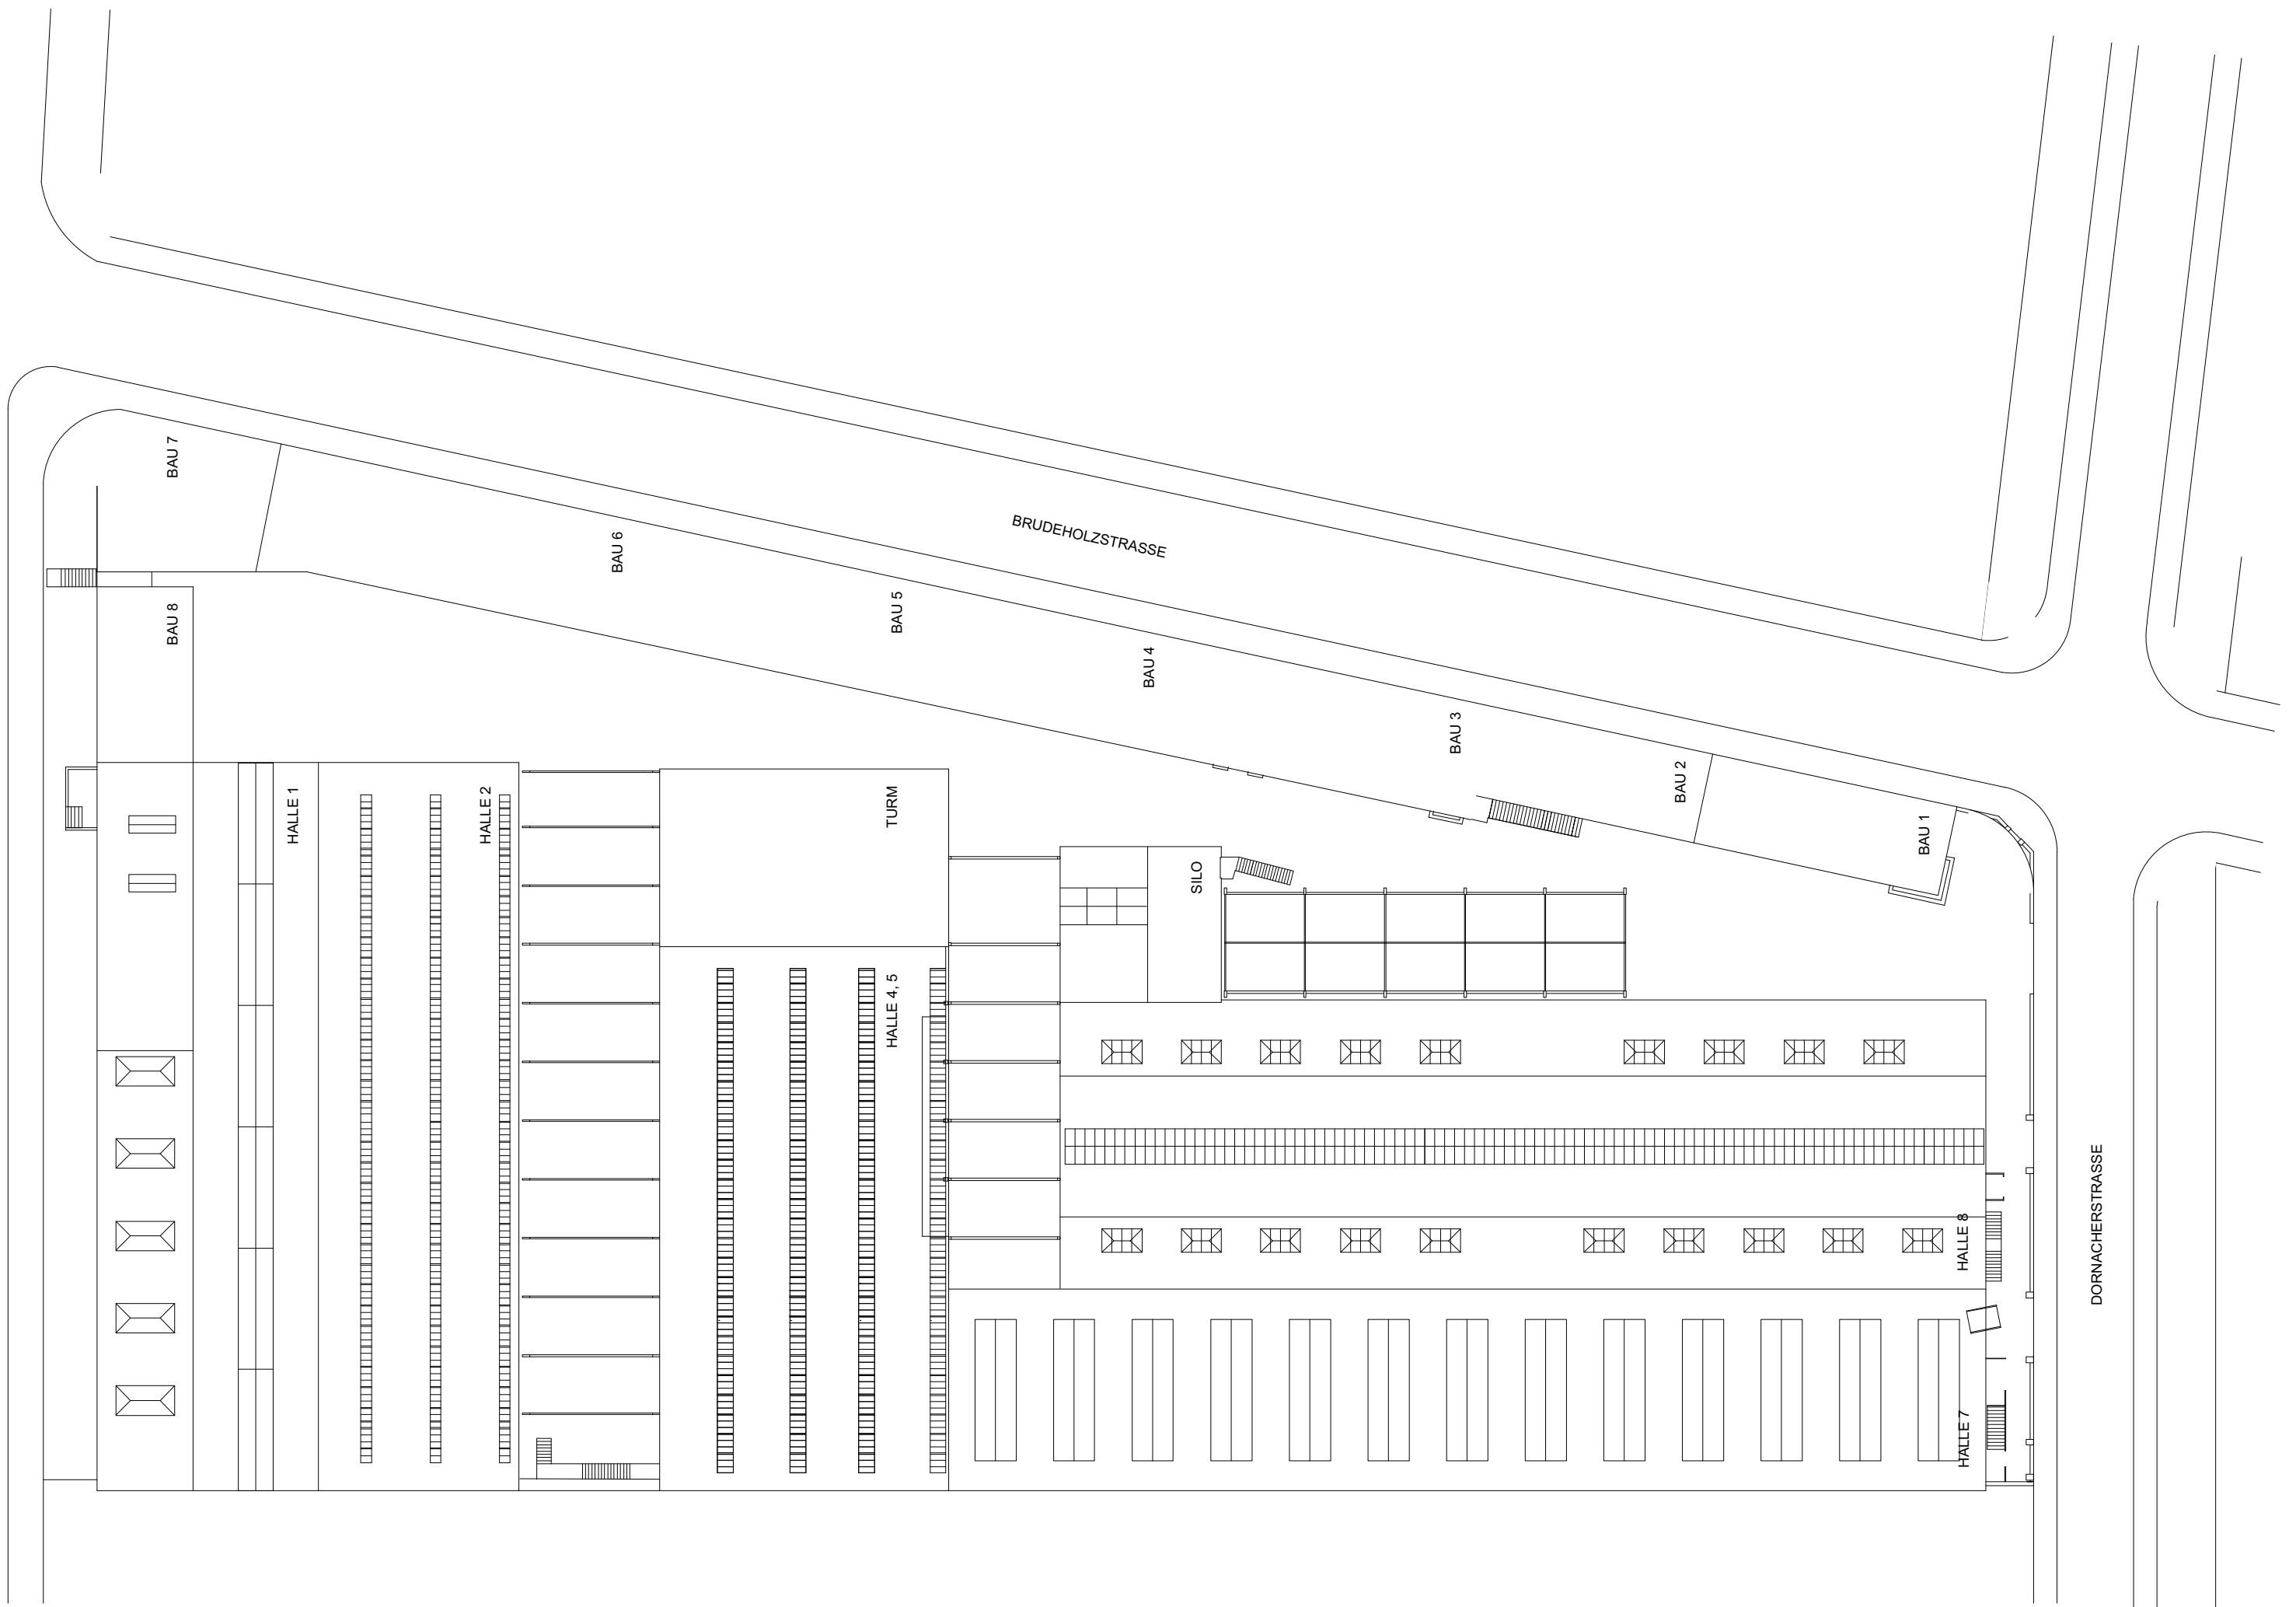 BAU 7
BRUDEHOLZSTRASSE
BAU 6
BAU 5
BAU 8
BAU 4
BAU 3
BAU 2
HALLE 1
HALLE 2
TURM
BAU 1
SILO
HALLE 4, 5
HALLE 8
DORNACHERSTRASSE
HALLE 7